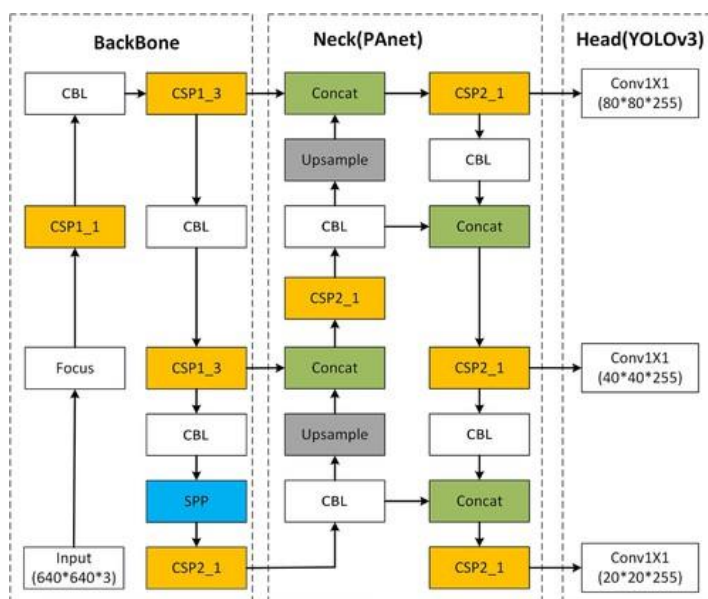 BackBone
Neck(PAnet)
Head(YOLOv3)
CBL
CSP1_3
Concat
CSP2_1
Conv1X1
(80*80*255)
Upsample
CBL
CSP1_1
CBL
CBL
Concat
CSP2_1
Focus
CSP1_3
Concat
CSP2_1
Conv1X1
(40*40*255)
CBL
Upsample
CBL
SPP
CBL
Concat
Input
(640*640*3)
CSP2_1
CSP2_1
Conv1X1
(20*20*255)